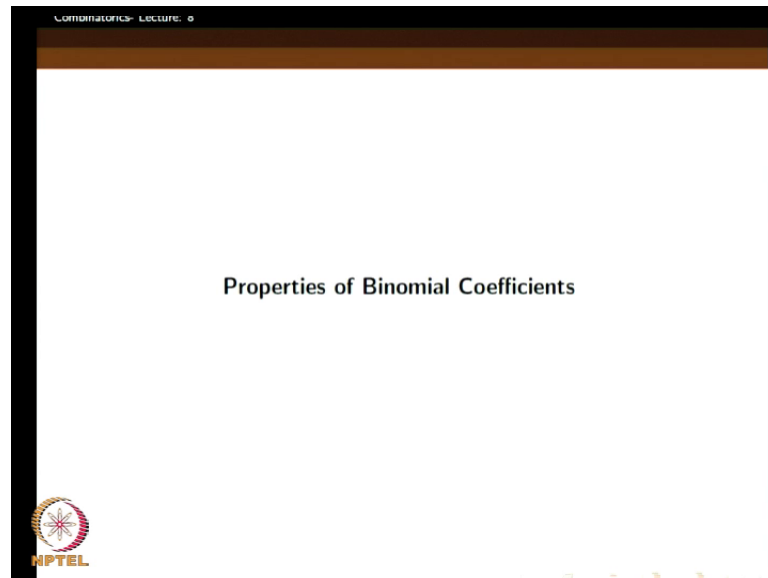 Combinatorics- Lecture: 8
Properties of Binomial Coefficients
NPTEL